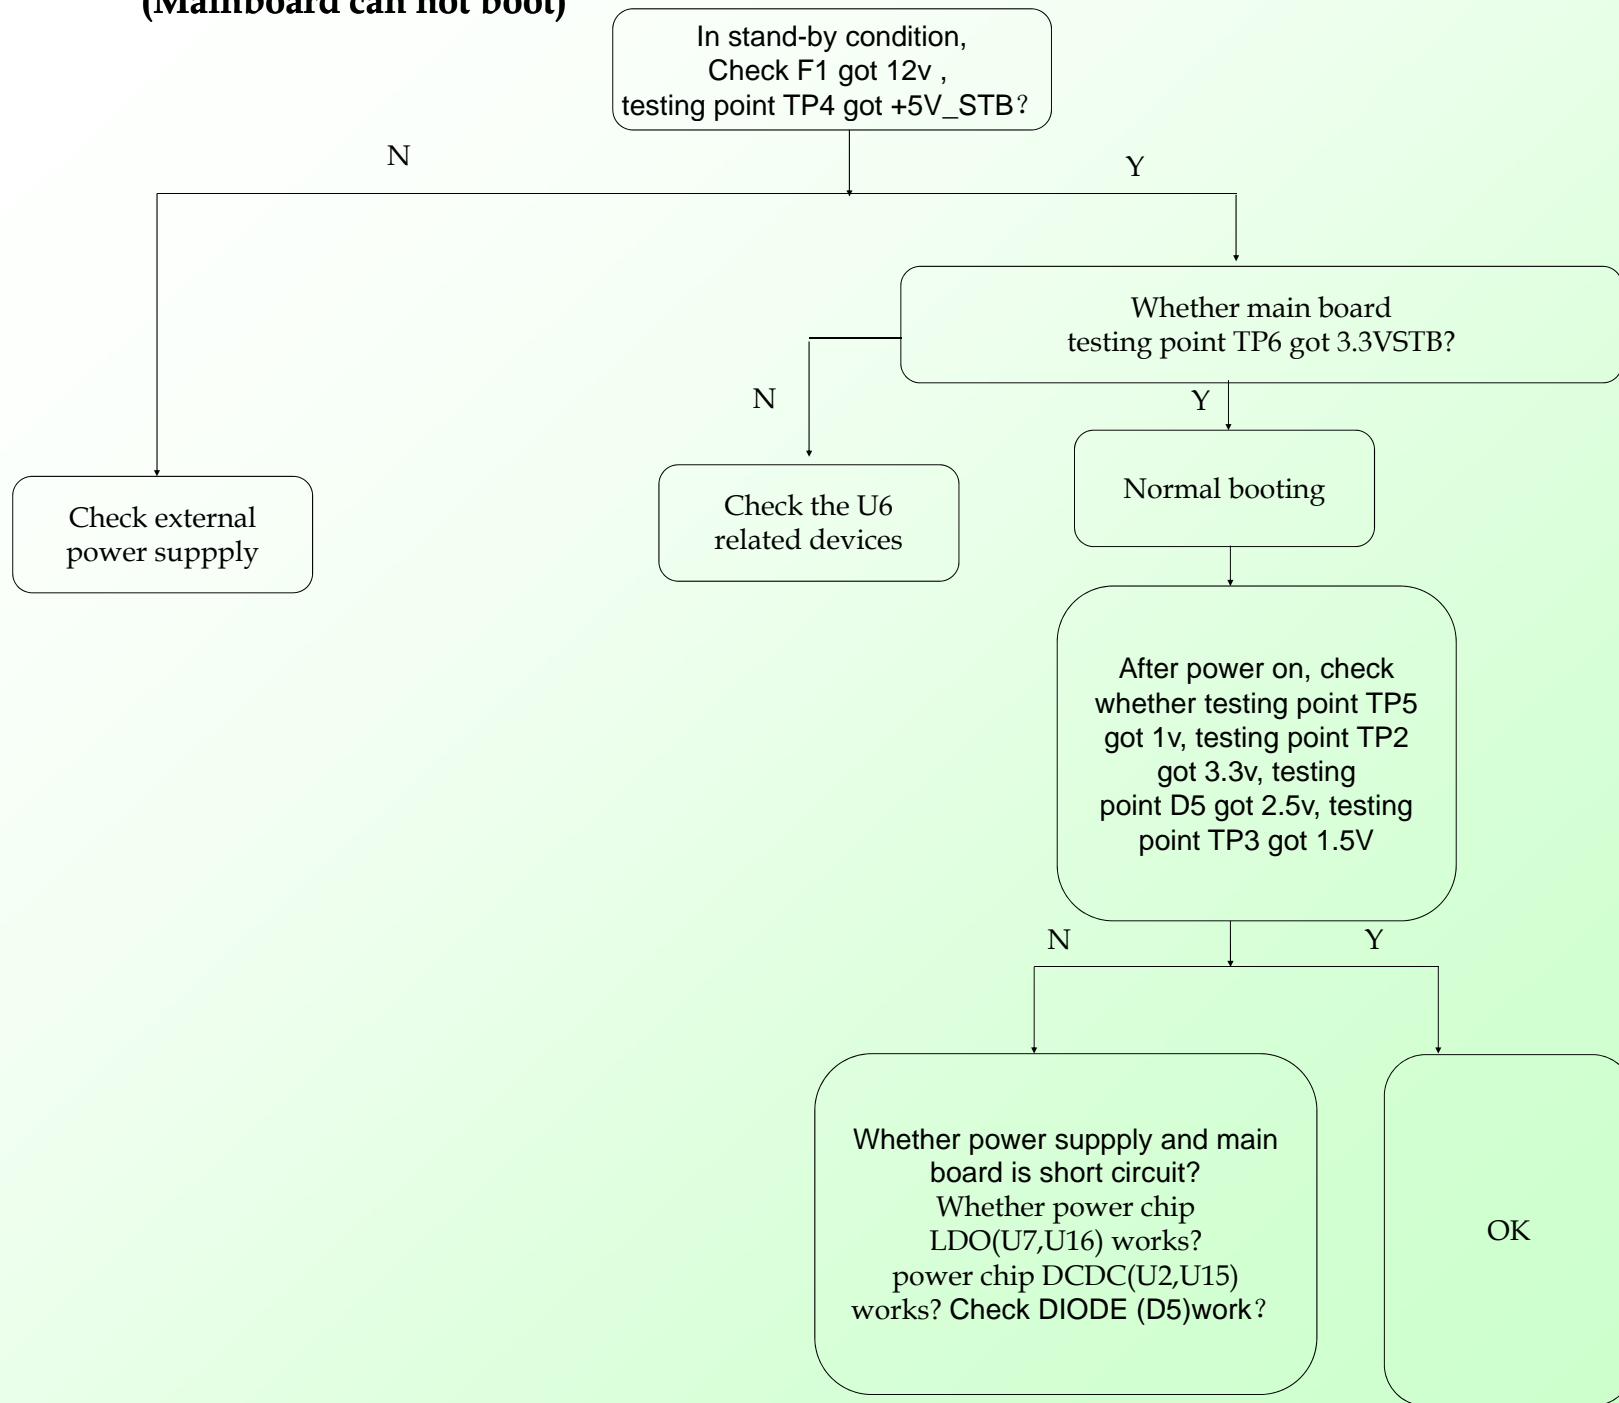 (Mainboard can not boot)
In stand-by condition,
Check F1 got 12v ,
testing point TP4 got +5V_STB？
N
Y
Whether main board
testing point TP6 got 3.3VSTB?
N
Y
Check external
power suppply
Check the U6
related devices
Normal booting
After power on, check
whether testing point TP5
got 1v, testing point TP2
got 3.3v, testing
point D5 got 2.5v, testing
point TP3 got 1.5V
N
Y
Whether power suppply and main
board is short circuit?
Whether power chip
LDO(U7,U16) works?
power chip DCDC(U2,U15)
works? Check DIODE (D5)work？
OK